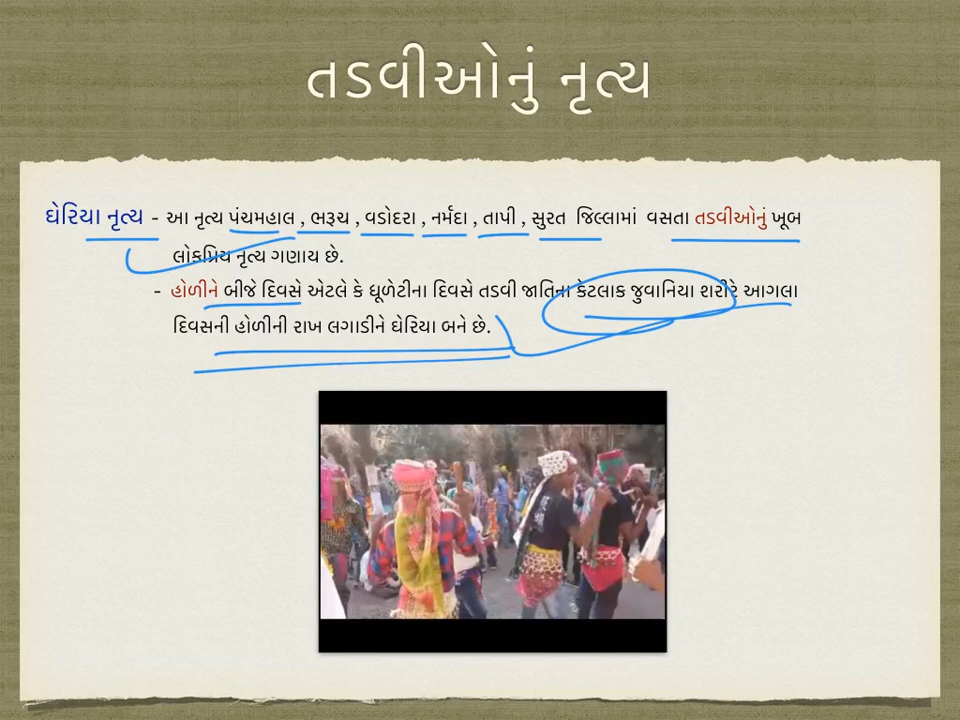 તડવીઓનું નૃત્ય
ઘેરિયા નૃત્ય - આ નૃત્ય પંચમહાલ , ભરૂચ , વડોદરા , નર્મદા , તાપી , સુરત જિલ્લામાં વસતા તડવીઓનું ખૂબ
લોકપ્રિય નૃત્ય ગણાય છે.
- હોળીને બીજે દિવસે એટલે કે ધૂળેટીના દિવસે તડવી જાતિના કેટલાક જુવાનિયા શરીરે આગલા
દિવસની હોળીની રાખ લગાડીને ઘેરિયા બને છે.